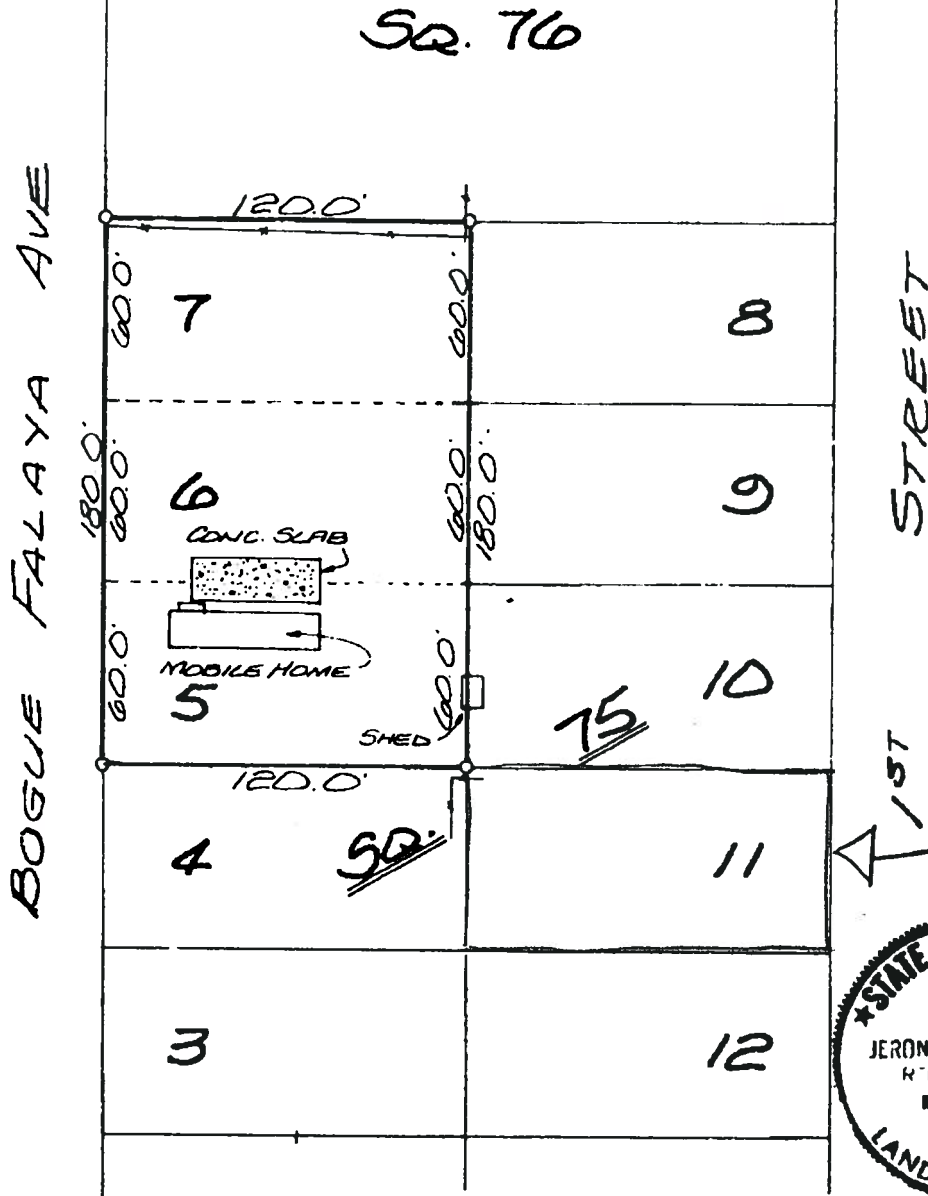 SQ. 76
120.0'
BOGUE FALAYA AVE
60.0'
7
60.0'
8
STREET
180.0'
60.0'
6
60.0'
180.0'
9
CONC. SLAB
MOBILE HOME
60.0'
5
60.0'
SHED
10
75
120.0'
SQ.
1ST
4
11
★STATE
JERON
3
12
LAND